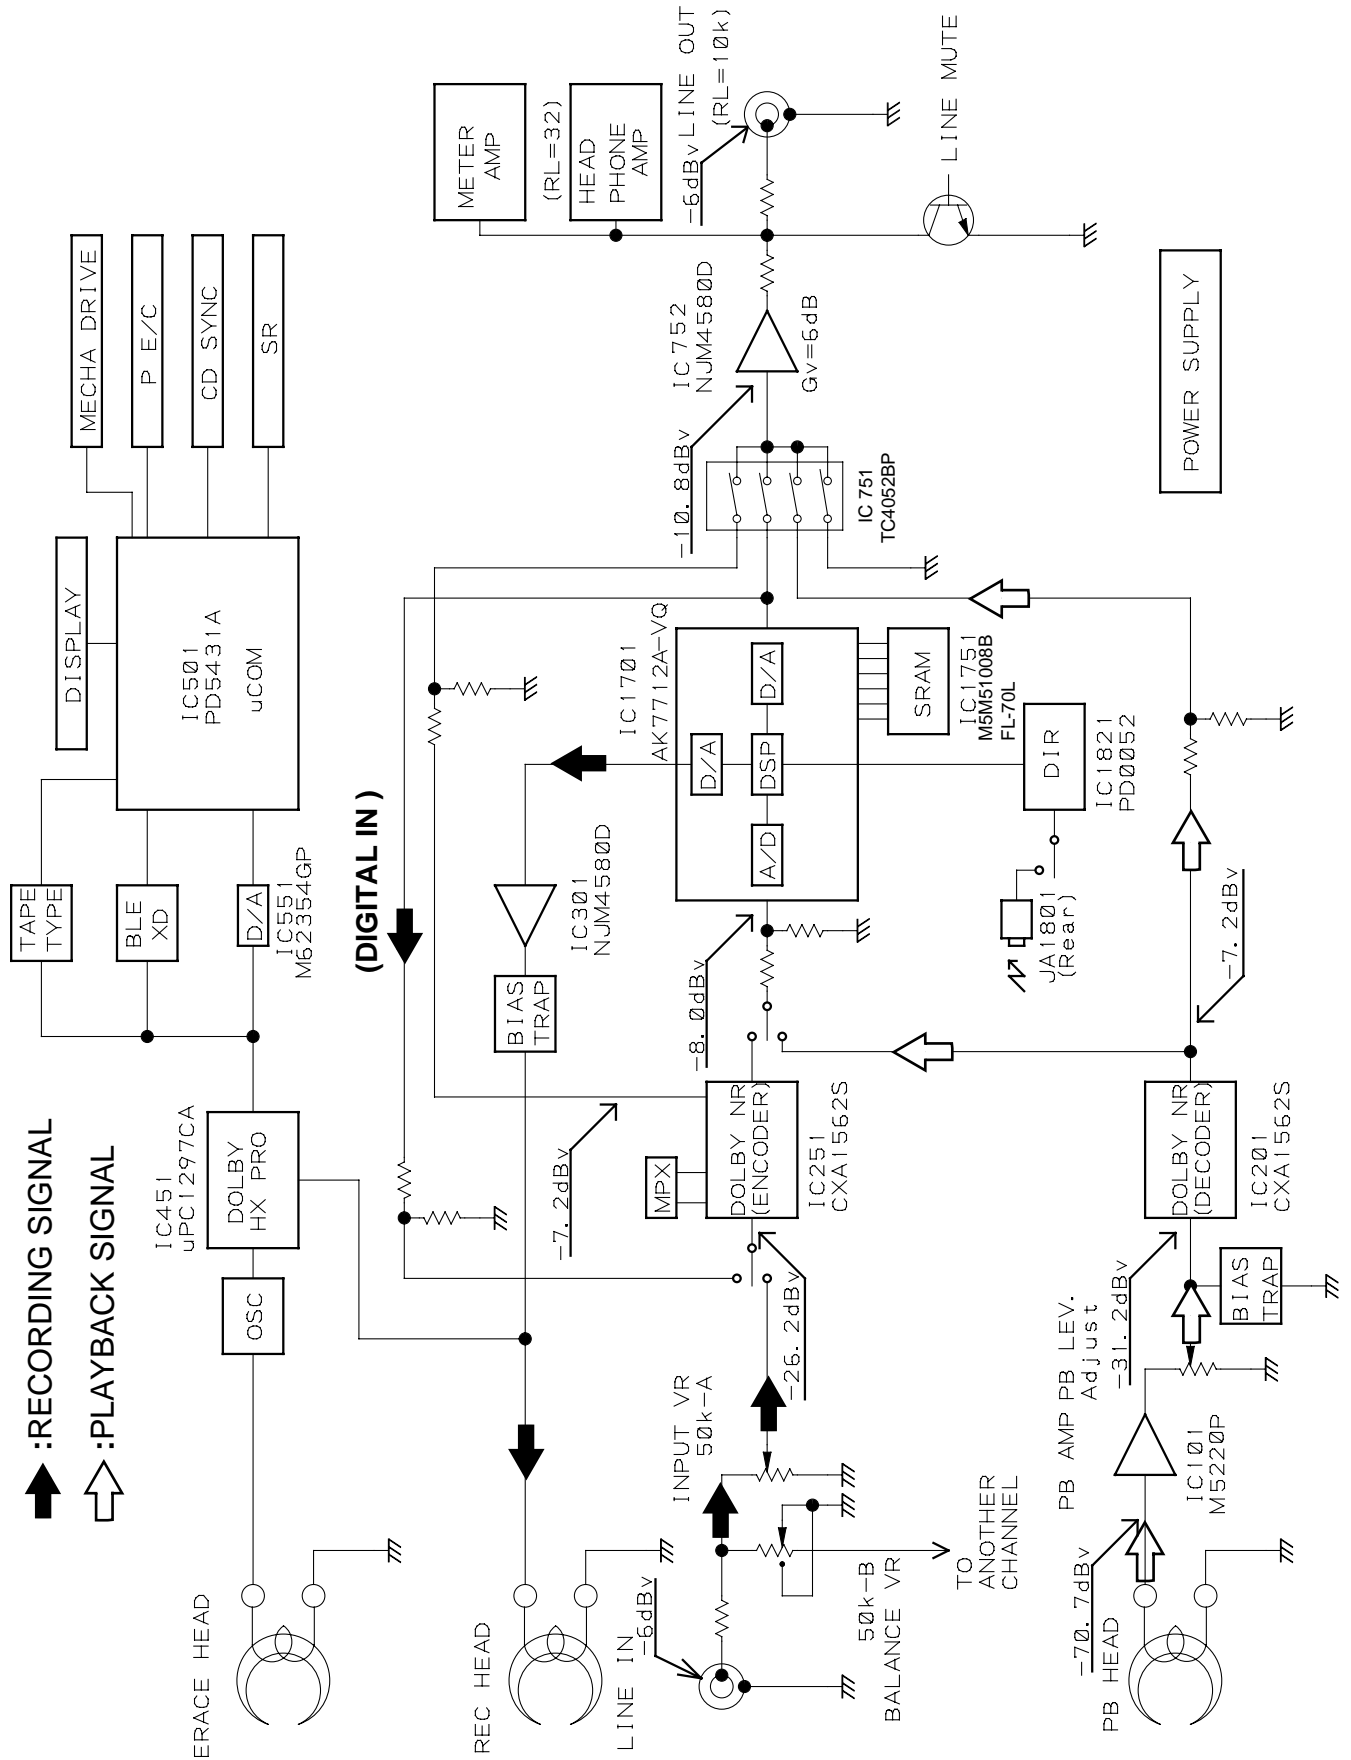 :RECORDING SIGNAL
:PLAYBACK SIGNAL
ERACE HEAD
OSC
IC451
uPC1297CA
DOLBY
HX PRO
TAPE
TYPE
BLE
XD
D/A
IC551
M62354GP
DISPLAY
IC501
PD5431A
uCOM
MECHA DRIVE
P E/C
CD SYNC
SR
(DIGITAL IN )
REC HEAD
BIAS
TRAP
IC301
NJM4580D
LINE IN
-6dBv
INPUT VR
50k-A
50k-B
BALANCE VR
TO
ANOTHER
CHANNEL
-26.2dBv
-7.2dBv
MPX
DOLBY NR
(ENCODER)
IC251
CXA1562S
-8.0dBv
IC1701
AK7712A-VQ
A/D
DSP
D/A
D/A
SRAM
IC1751
M5M51008B
FL-70L
DIR
IC1821
PD0052
JA1801
(Rear)
-10.8dBv
IC 751
TC4052BP
IC752
NJM4580D
Gv=6dB
METER
AMP
(RL=32)
HEAD
PHONE
AMP
-6dBv
LINE OUT
(RL=10k)
LINE MUTE
PB HEAD
-70.7dBv
PB AMP
IC101
M5220P
PB LEV.
Adjust
-31.2dBv
BIAS
TRAP
DOLBY NR
(DECODER)
IC201
CXA1562S
-7.2dBv
POWER SUPPLY